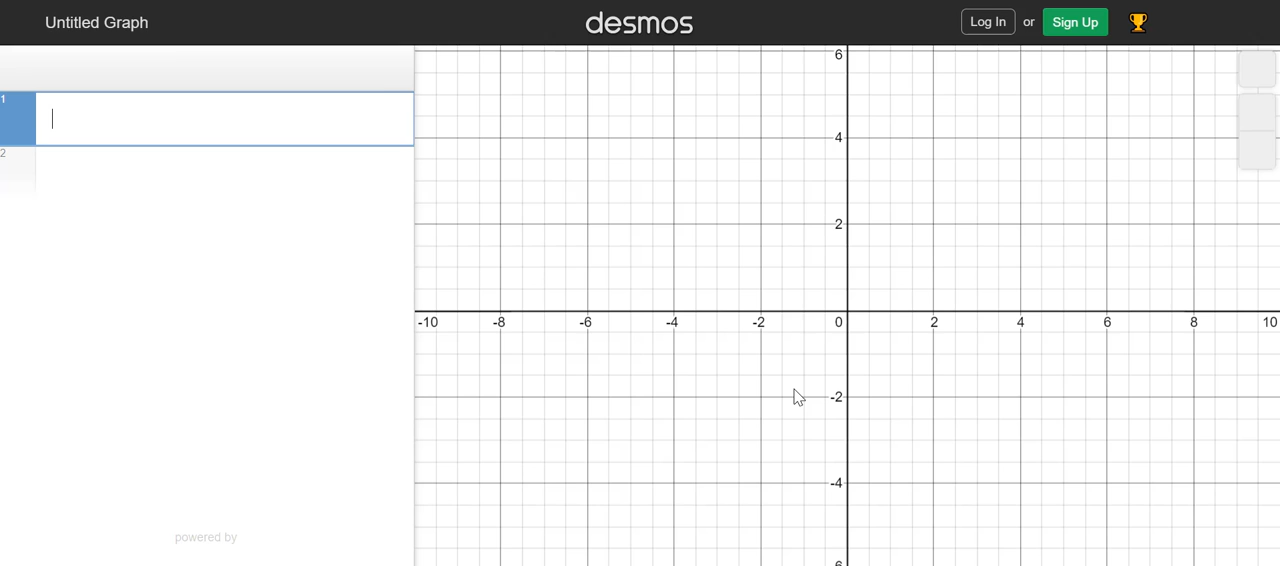 Untitled Graph
desmos
Log In or Sign Up
1
2
powered by
6
4
2
-10 -8 -6 -4 -2 0 2 4 6 8 10
-2
-4